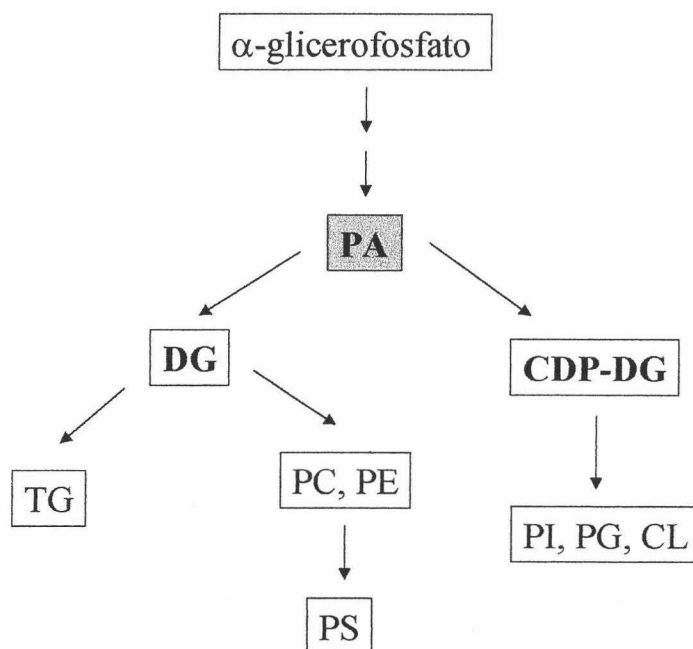 α-glicerofosfato
PA
DG
CDP-DG
TG
PC, PE
PI, PG, CL
PS